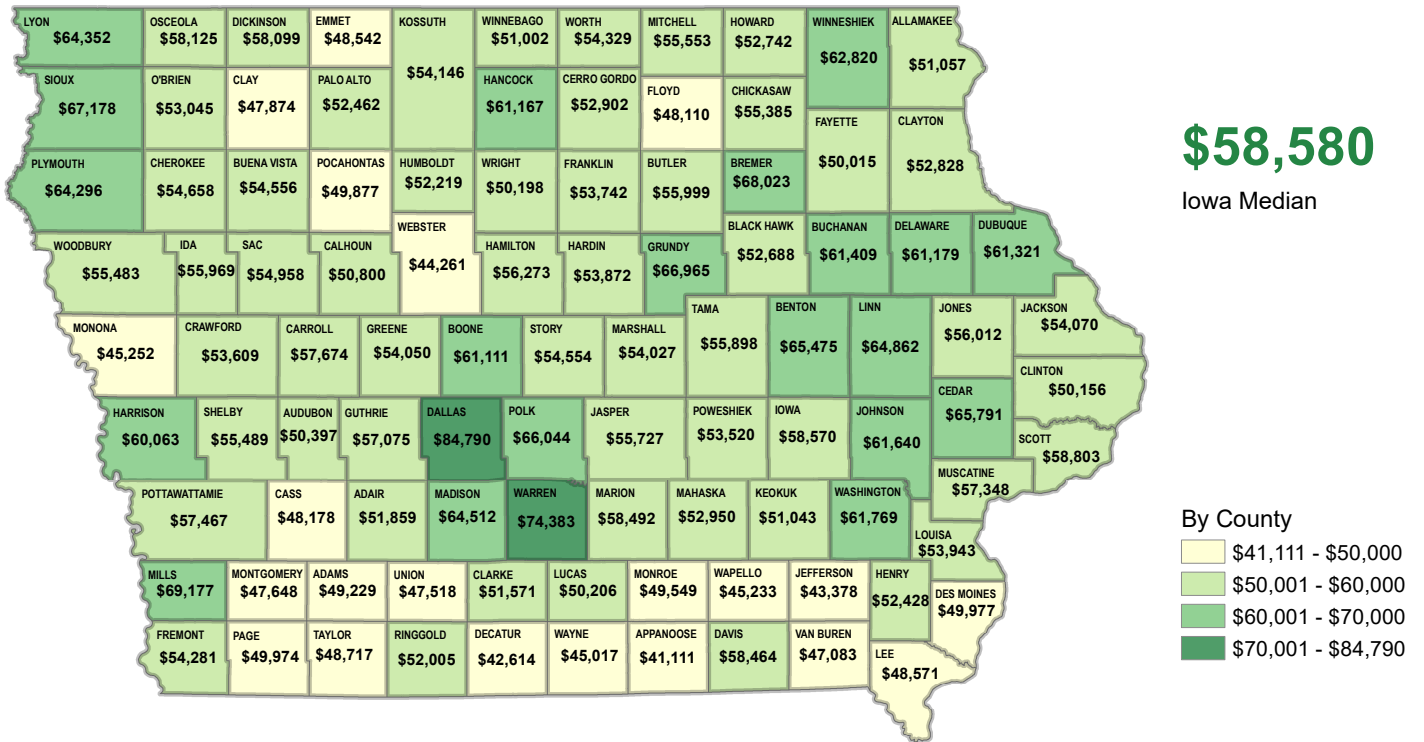 LYON
$64,352
OSCEOLA
$58,125
DICKINSON
$58,099
EMMET
$48,542
KOSSUTH
$54,146
WINNEBAGO
$51,002
WORTH
$54,329
MITCHELL
$55,553
HOWARD
$52,742
WINNESHIEK
$62,820
ALLAMAKEE
$51,057
SIOUX
$67,178
O'BRIEN
$53,045
CLAY
$47,874
PALO ALTO
$52,462
HANCOCK
$61,167
CERRO GORDO
$52,902
FLOYD
$48,110
CHICKASAW
$55,385
FAYETTE
$50,015
CLAYTON
$52,828
PLYMOUTH
$64,296
CHEROKEE
$54,658
BUENA VISTA
$54,556
POCAHONTAS
$49,877
HUMBOLDT
$52,219
WRIGHT
$50,198
FRANKLIN
$53,742
BUTLER
$55,999
BREMER
$68,023
WOODBURY
$55,483
IDA
$55,969
SAC
$54,958
CALHOUN
$50,800
WEBSTER
$44,261
HAMILTON
$56,273
HARDIN
$53,872
GRUNDY
$66,965
BLACK HAWK
$52,688
BUCHANAN
$61,409
DELAWARE
$61,179
DUBUQUE
$61,321
MONONA
$45,252
CRAWFORD
$53,609
CARROLL
$57,674
GREENE
$54,050
BOONE
$61,111
STORY
$54,554
MARSHALL
$54,027
TAMA
$55,898
BENTON
$65,475
LINN
$64,862
JONES
$56,012
JACKSON
$54,070
CLINTON
$50,156
HARRISON
$60,063
SHELBY
$55,489
AUDUBON
$50,397
GUTHRIE
$57,075
DALLAS
$84,790
POLK
$66,044
JASPER
$55,727
POWESHIEK
$53,520
IOWA
$58,570
JOHNSON
$61,640
CEDAR
$65,791
SCOTT
$58,803
MUSCATINE
$57,348
POTTAWATTAMIE
$57,467
CASS
$48,178
ADAIR
$51,859
MADISON
$64,512
WARREN
$74,383
MARION
$58,492
MAHASKA
$52,950
KEOKUK
$51,043
WASHINGTON
$61,769
LOUISA
$53,943
MILLS
$69,177
MONTGOMERY
$47,648
ADAMS
$49,229
UNION
$47,518
CLARKE
$51,571
LUCAS
$50,206
MONROE
$49,549
WAPELLO
$45,233
JEFFERSON
$43,378
HENRY
$52,428
DES MOINES
$49,977
FREMONT
$54,281
PAGE
$49,974
TAYLOR
$48,717
RINGGOLD
$52,005
DECATUR
$42,614
WAYNE
$45,017
APPANOOSE
$41,111
DAVIS
$58,464
VAN BUREN
$47,083
LEE
$48,571
$58,580
Iowa Median
By County
$41,111 - $50,000
$50,001 - $60,000
$60,001 - $70,000
$70,001 - $84,790